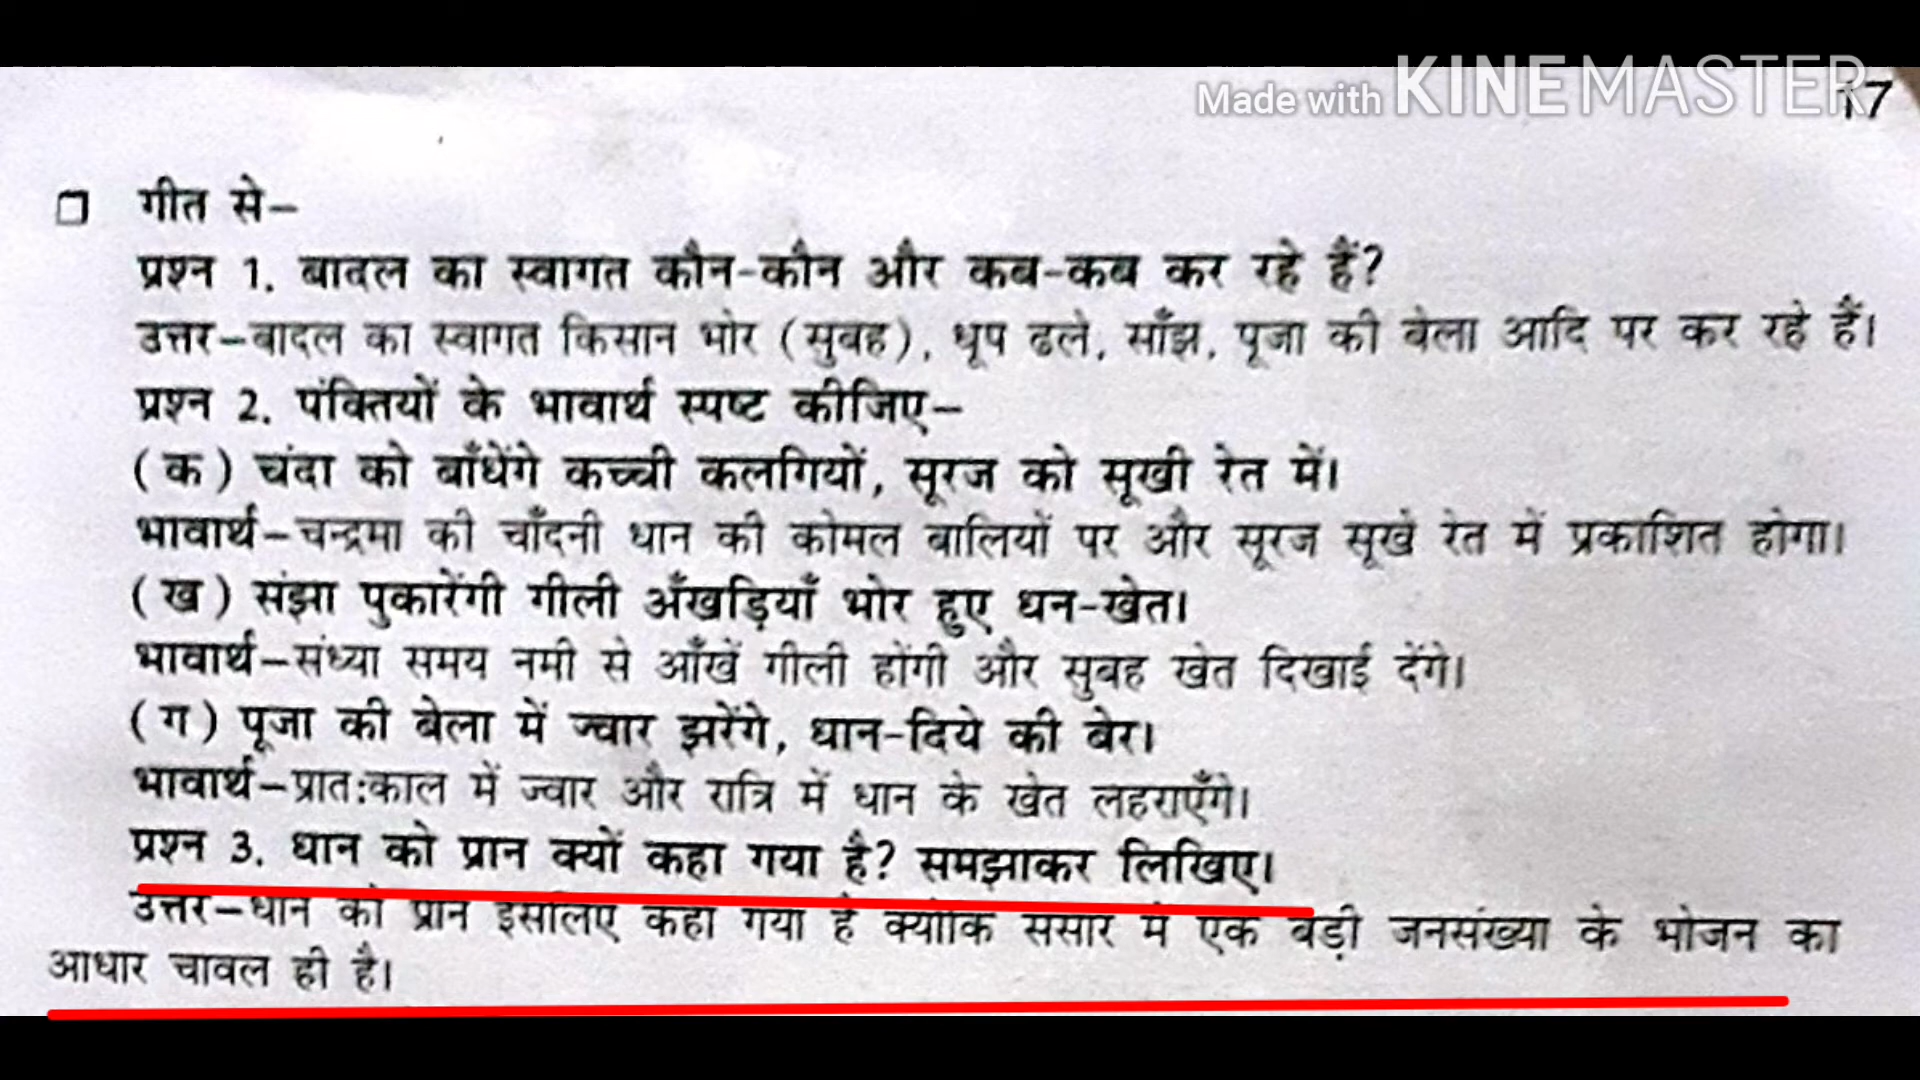 Made with KINEMASTER
17
गीत से–
प्रश्न 1. बादल का स्वागत कौन-कौन और कब-कब कर रहे हैं?
उत्तर–बादल का स्वागत किसान भोर (सुबह), धूप ढले, साँझ, पूजा की बेला आदि पर कर रहे हैं।
प्रश्न 2. पंक्तियों के भावार्थ स्पष्ट कीजिए–
(क) चंदा को बाँधेंगे कच्ची कलगियों, सूरज को सूखी रेत में।
भावार्थ–चन्द्रमा की चाँदनी धान की कोमल बालियों पर और सूरज सूखे रेत में प्रकाशित होगा।
(ख) संझा पुकारेंगी गीली अँखड़ियाँ भोर हुए धन-खेत।
भावार्थ–संध्या समय नमी से आँखें गीली होंगी और सुबह खेत दिखाई देंगे।
(ग) पूजा की बेला में ज्वार झरेंगे, धान-दिये की बेर।
भावार्थ–प्रात:काल में ज्वार और रात्रि में धान के खेत लहराएँगे।
प्रश्न 3. धान को प्रान क्यों कहा गया है? समझाकर लिखिए।
उत्तर–धान को प्रान इसलिए कहा गया है क्योंकि संसार में एक बड़ी जनसंख्या के भोजन का
आधार चावल ही है।